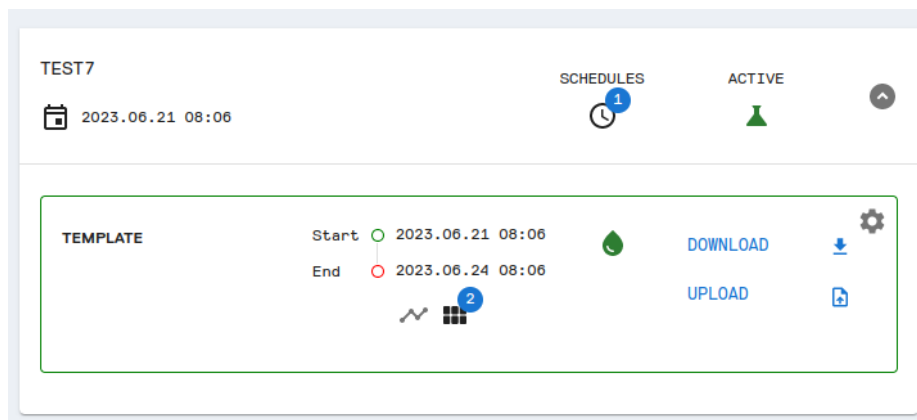 TEST7
SCHEDULES
ACTIVE
1
2023.06.21 08:06
TEMPLATE
Start 2023.06.21 08:06
End 2023.06.24 08:06
2
DOWNLOAD
UPLOAD